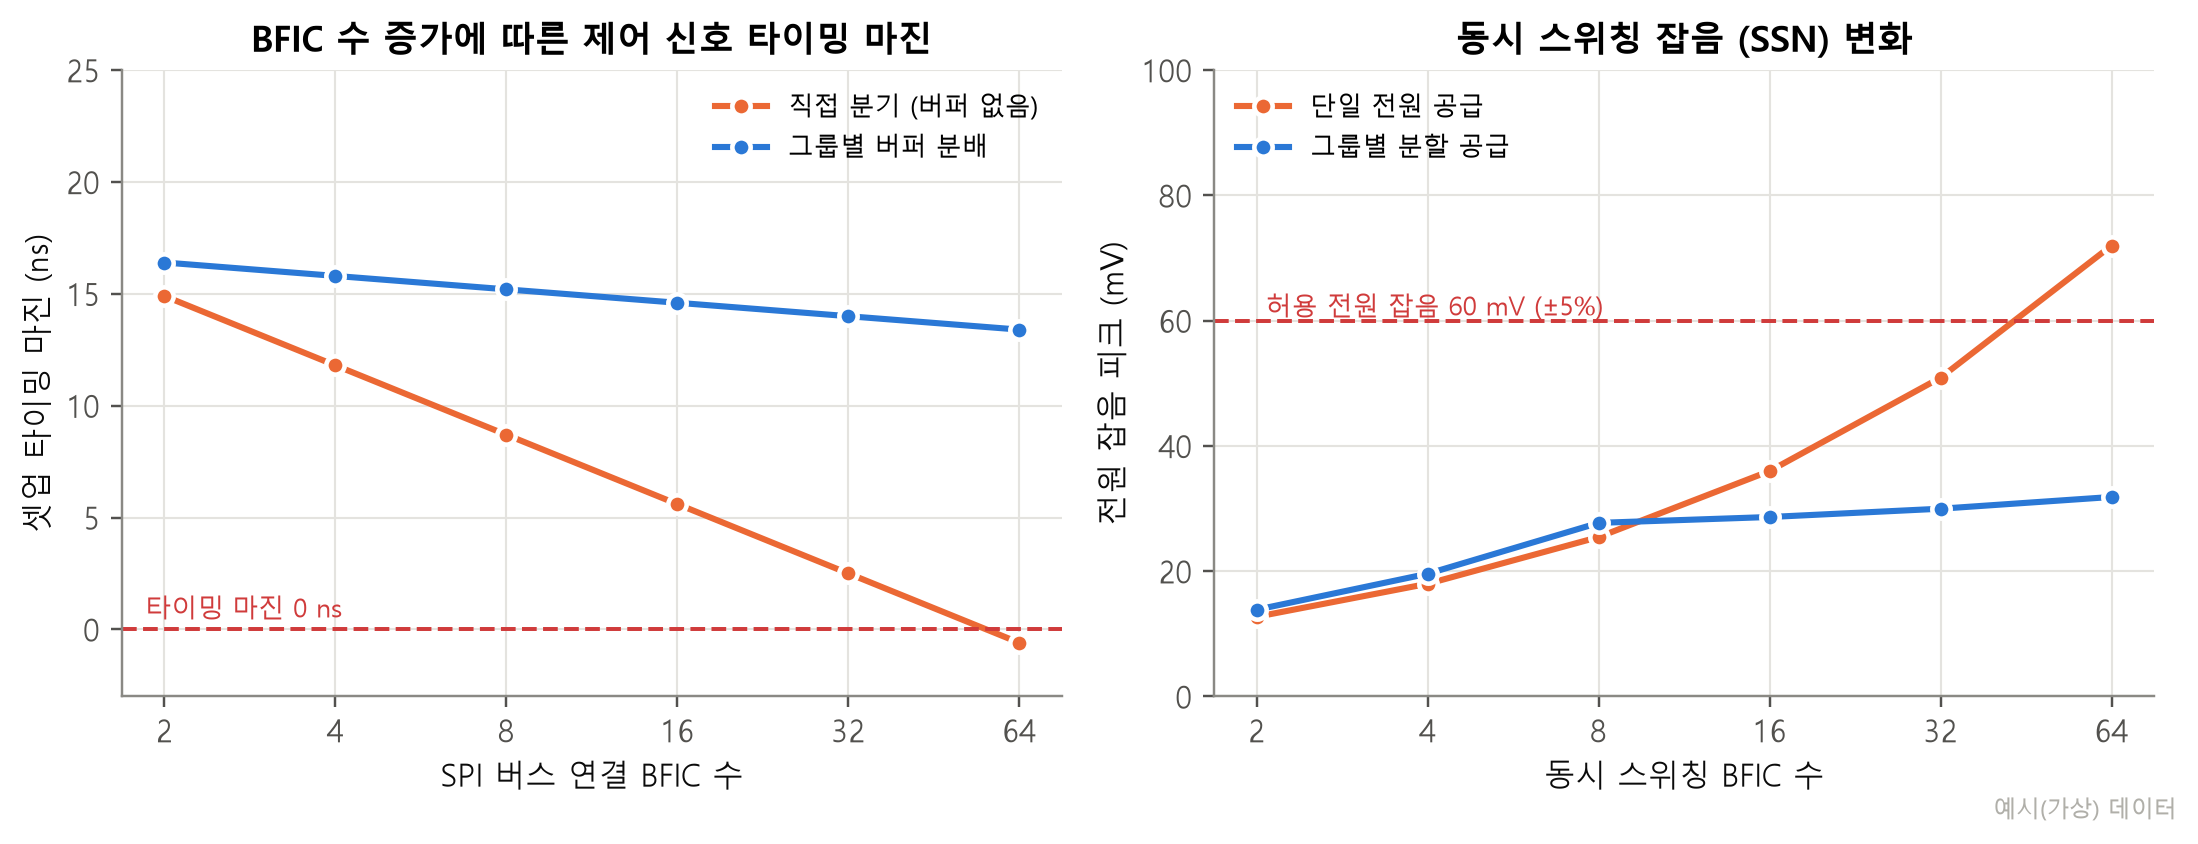 BFIC 수 증가에 따른 제어 신호 타이밍 마진
25
20
15
10
5
0
셋업 타이밍 마진 (ns)
직접 분기 (버퍼 없음)
그룹별 버퍼 분배
타이밍 마진 0 ns
2 4 8 16 32 64
SPI 버스 연결 BFIC 수
동시 스위칭 잡음 (SSN) 변화
100
80
60
40
20
0
전원 잡음 피크 (mV)
단일 전원 공급
그룹별 분할 공급
허용 전원 잡음 60 mV (±5%)
2 4 8 16 32 64
동시 스위칭 BFIC 수
예시(가상) 데이터